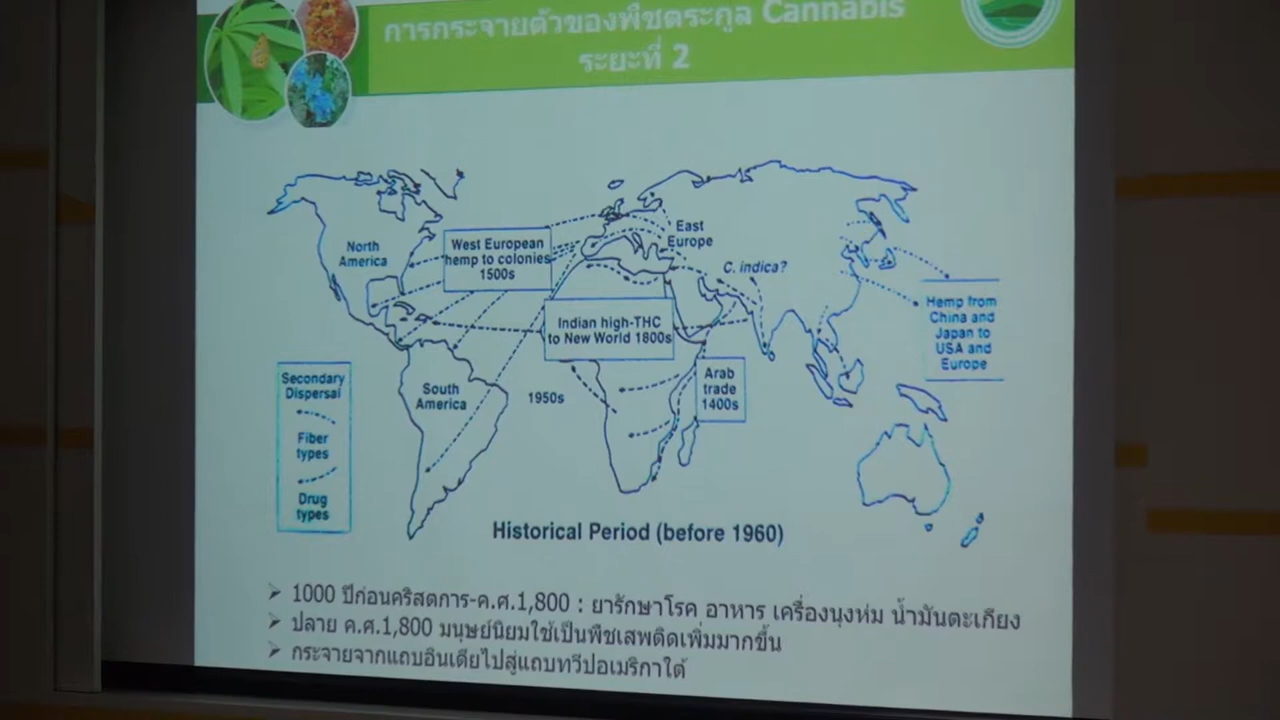 การกระจายตัวของพืชตระกูล Cannabis
ระยะที่ 2
North
America
West European
hemp to colonies
1500s
East
Europe
C. indica?
Indian high-THC
to New World 1800s
Hemp from
China and
Japan to
USA and
Europe
Secondary
Dispersal
Fiber
types
Drug
types
South
America
1950s
Arab
trade
1400s
Historical Period (before 1960)
➢ 1000 ปีก่อนคริสตการ-ค.ศ.1,800 : ยารักษาโรค อาหาร เครื่องนุงห่ม น้ำมันตะเกียง
➢ ปลาย ค.ศ.1,800 มนุษย์นิยมใช้เป็นพืชเสพติดเพิ่มมากขึ้น
➢ กระจายจากแถบอินเดียไปสู่แถบทวีปอเมริกาใต้